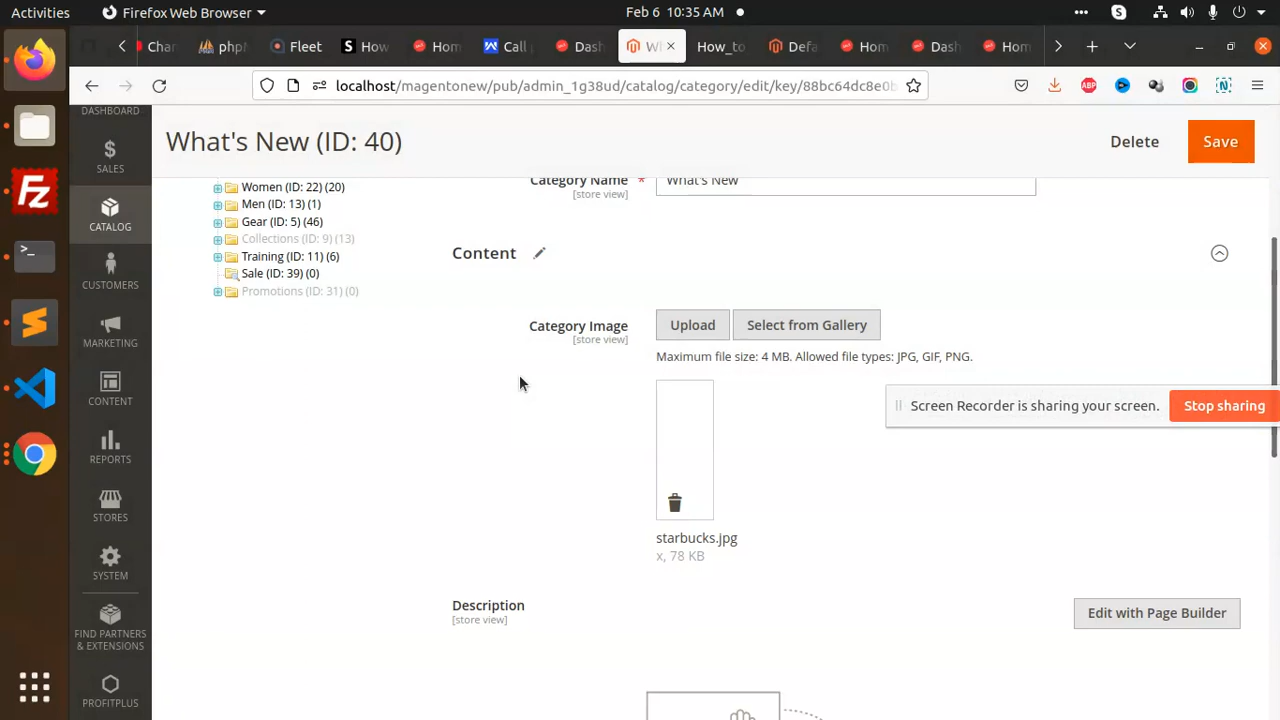 Activities
Firefox Web Browser
Feb 6 10:35 AM
Char
php
Fleet
How
Hom
Call
Dash
W
How_to
Defa
Hom
Dash
Hom
localhost/magentonew/pub/admin_1g38ud/catalog/category/edit/key/88bc64dc8e0b
DASHBOARD
SALES
CATALOG
CUSTOMERS
MARKETING
CONTENT
REPORTS
STORES
SYSTEM
FIND PARTNERS
& EXTENSIONS
PROFITPLUS
What's New (ID: 40)
Delete
Save
Women (ID: 22) (20)
Men (ID: 13) (1)
Gear (ID: 5) (46)
Collections (ID: 9) (13)
Training (ID: 11) (6)
Sale (ID: 39) (0)
Promotions (ID: 31) (0)
Category Name *
[store view]
What's New
Content
Category Image
[store view]
Upload
Select from Gallery
Maximum file size: 4 MB. Allowed file types: JPG, GIF, PNG.
starbucks.jpg
x, 78 KB
Screen Recorder is sharing your screen.
Stop sharing
Description
[store view]
Edit with Page Builder